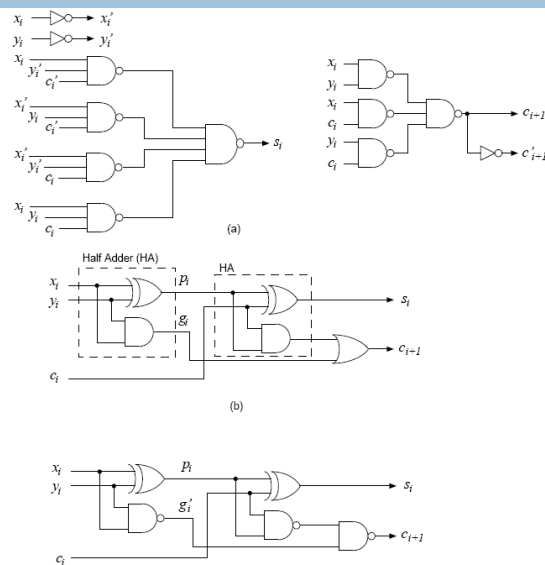 xᵢ xᵢ'
yᵢ yᵢ'
xᵢ
yᵢ'
cᵢ'
xᵢ'
yᵢ
cᵢ'
xᵢ'
yᵢ'
cᵢ
xᵢ
yᵢ
cᵢ
sᵢ
xᵢ
yᵢ
xᵢ
cᵢ
yᵢ
cᵢ
cᵢ₊₁
c'ᵢ₊₁
(a)
Half Adder (HA)
HA
xᵢ
yᵢ
pᵢ
gᵢ
cᵢ
sᵢ
cᵢ₊₁
(b)
xᵢ
yᵢ
pᵢ
gᵢ'
cᵢ
sᵢ
cᵢ₊₁